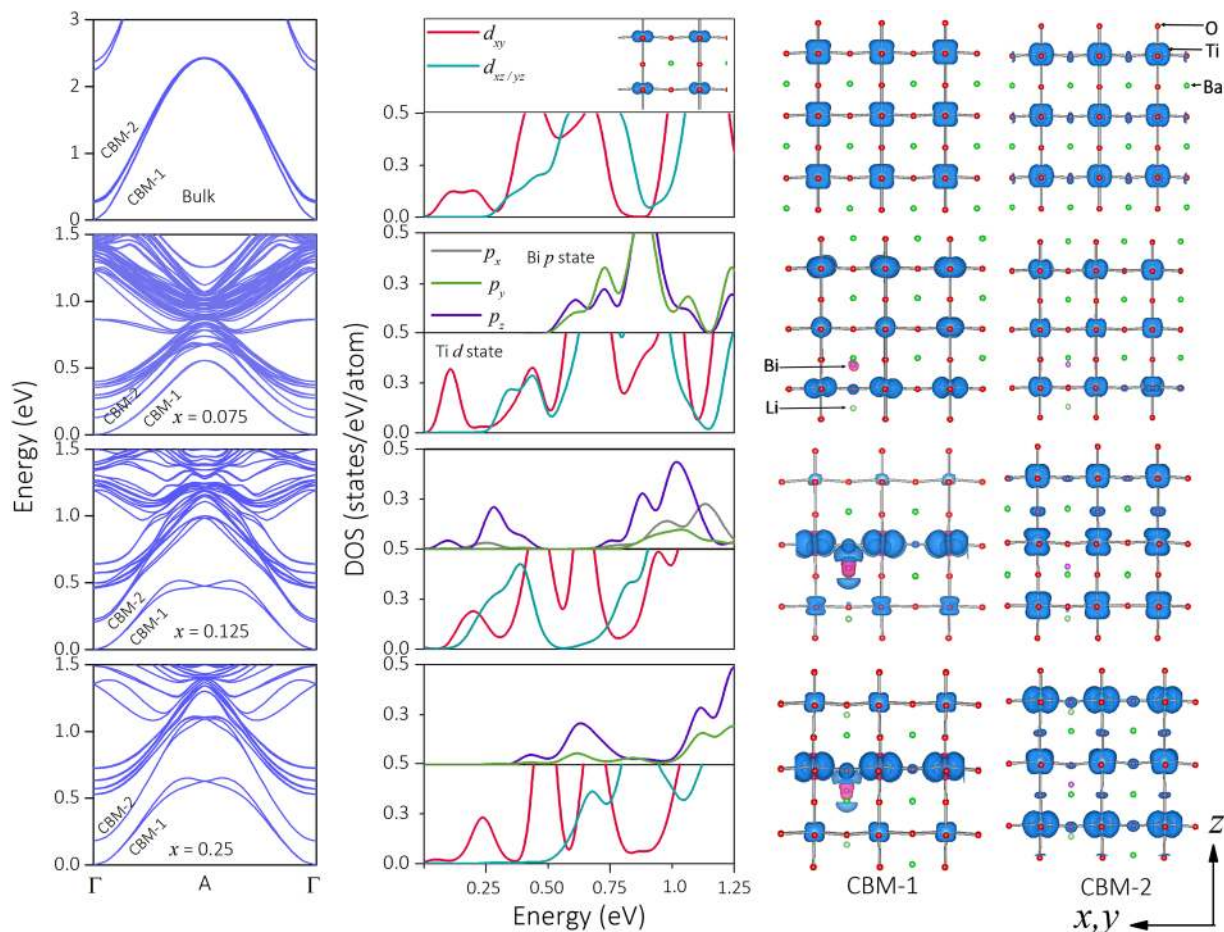 Energy (eV)
3
2
1
0
CBM-2
CBM-1
Bulk
1.5
1.0
0.5
0.0
CBM-2
CBM-1
x = 0.075
1.5
1.0
0.5
0.0
CBM-2
CBM-1
x = 0.125
1.5
1.0
0.5
0.0
CBM-2
CBM-1
x = 0.25
Γ A Γ
DOS (states/eV/atom)
dxy
dxz/yz
0.5
0.3
0.0
px
py
pz
Bi p state
0.3
0.5
Ti d state
0.3
0.0
0.3
0.5
0.3
0.0
0.5
0.3
0.5
0.3
0.0
0.25 0.50 0.75 1.0 1.25
Energy (eV)
O
Ti
Ba
Bi
Li
CBM-1
CBM-2
z
x,y